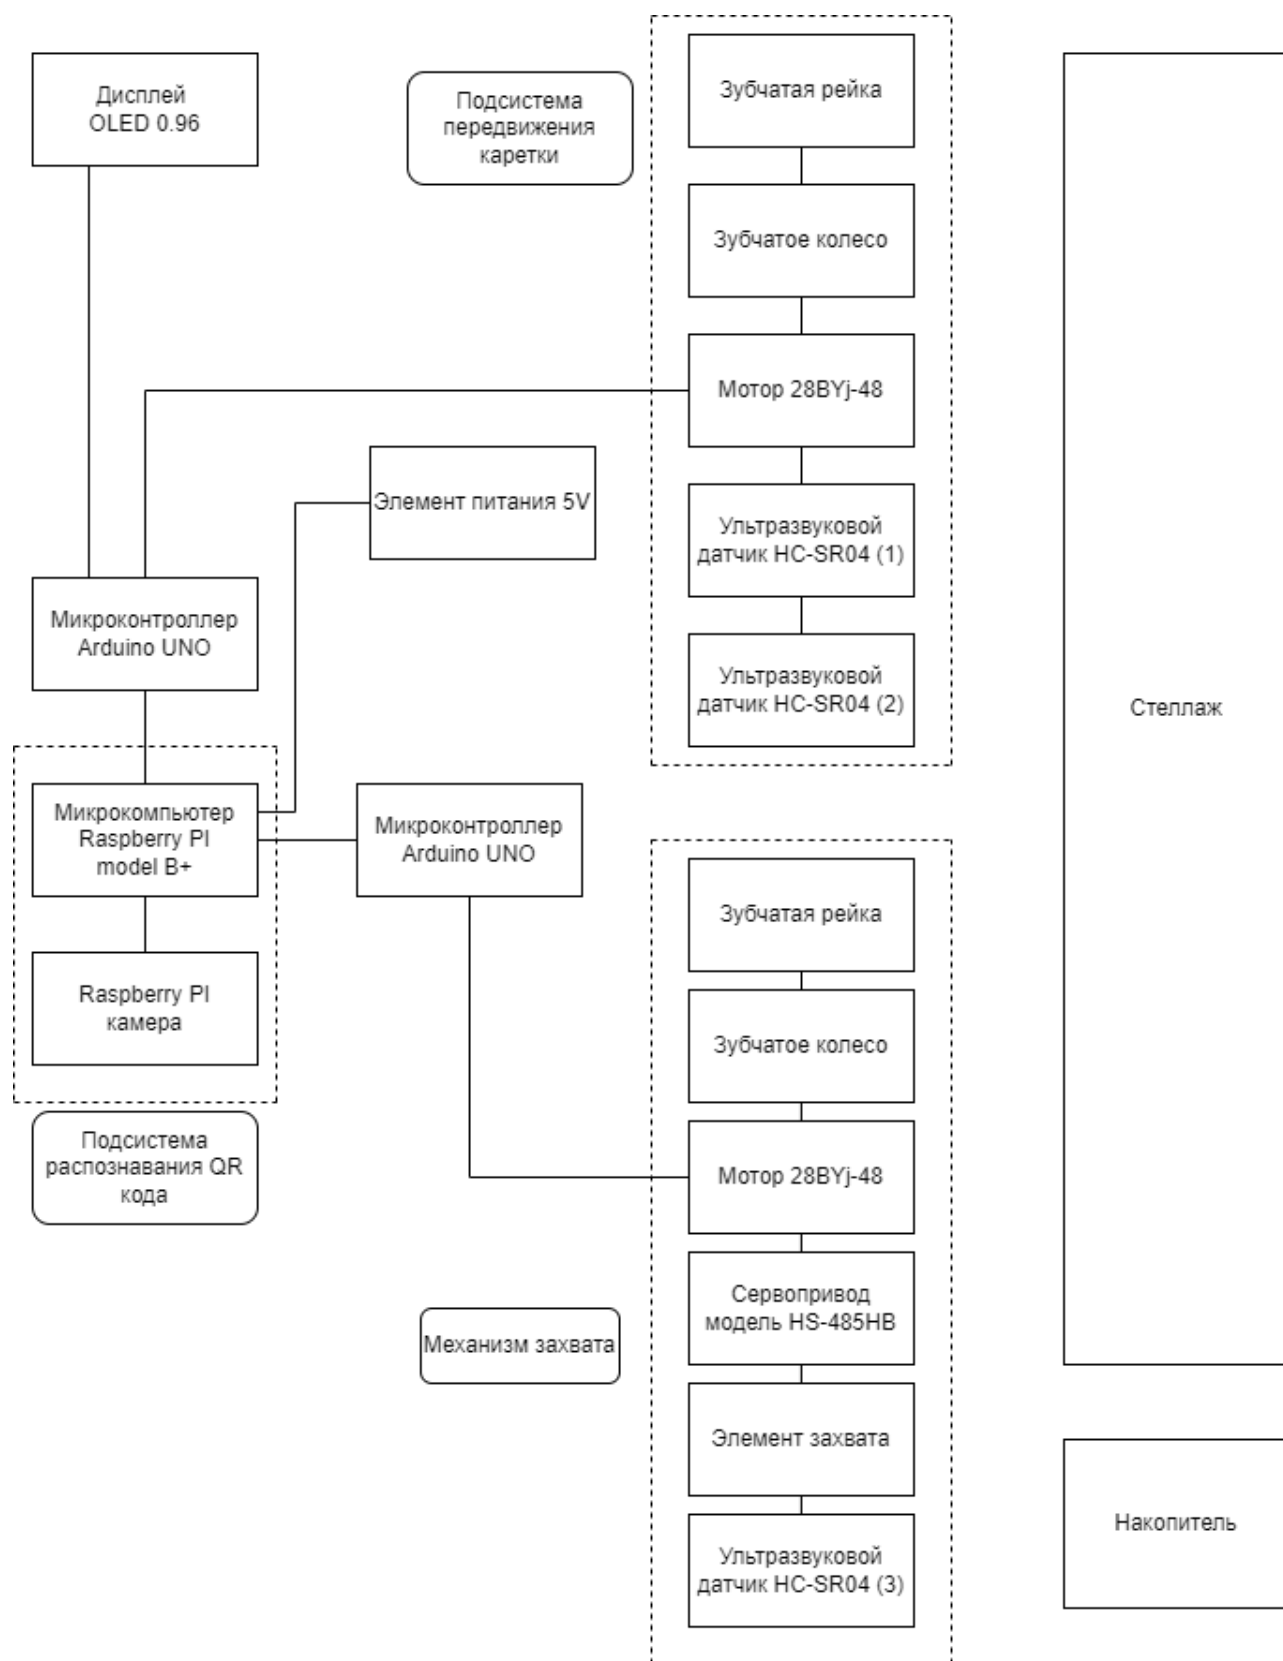 Дисплей
OLED 0.96
Подсистема
передвижения
каретки
Зубчатая рейка
Зубчатое колесо
Мотор 28BYj-48
Элемент питания 5V
Ультразвуковой
датчик HC-SR04 (1)
Микроконтроллер
Arduino UNO
Ультразвуковой
датчик HC-SR04 (2)
Стеллаж
Микрокомпьютер
Raspberry PI
model B+
Микроконтроллер
Arduino UNO
Raspberry PI
камера
Подсистема
распознавания QR
кода
Зубчатая рейка
Зубчатое колесо
Мотор 28BYj-48
Сервопривод
модель HS-485HB
Механизм захвата
Элемент захвата
Ультразвуковой
датчик HC-SR04 (3)
Накопитель